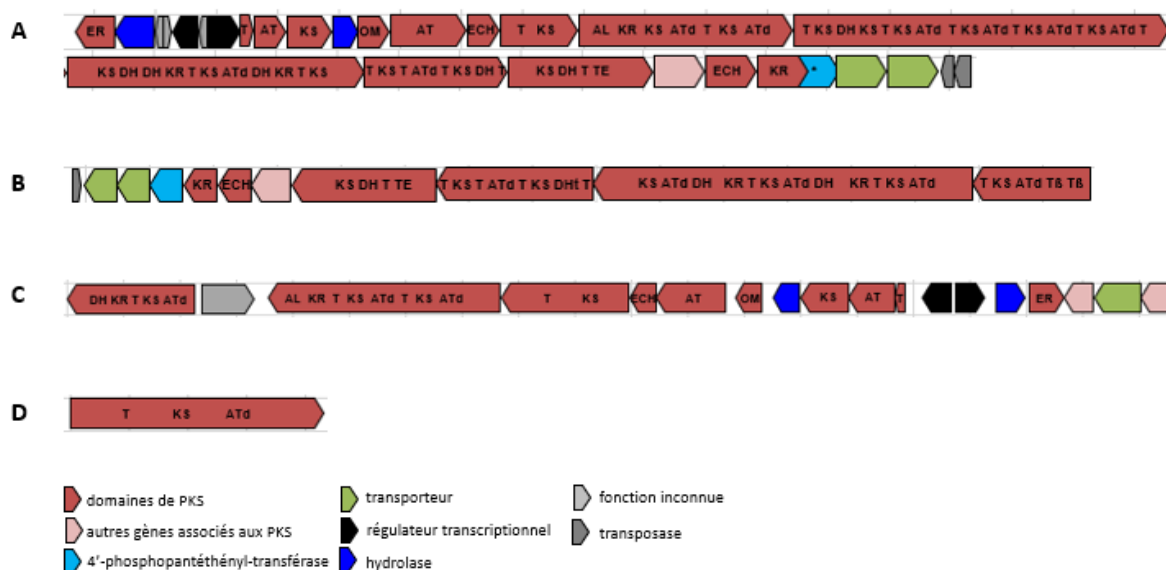 A ER T AT KS OM AT ECH T KS AL KR KS ATd T KS ATd T KS DH KS T KS ATd T KS ATd T KS ATd T KS ATd T
KS DH DH KR T KS ATd DH KR T KS T KS T ATd T KS DH T KS DH T TE ECH KR *
B KR ECH KS DH T TE T KS T ATd T KS DHt T KS ATd DH KR T KS ATd DH KR T KS ATd T KS ATd Tß Tß
C DH KR T KS ATd AL KR T KS ATd T KS ATd T KS ECH AT OM KS AT T ER
D T KS ATd
domaines de PKS transporteur fonction inconnue
autres gènes associés aux PKS régulateur transcriptionnel transposase
4'-phosphopantéthényl-transférase hydrolase